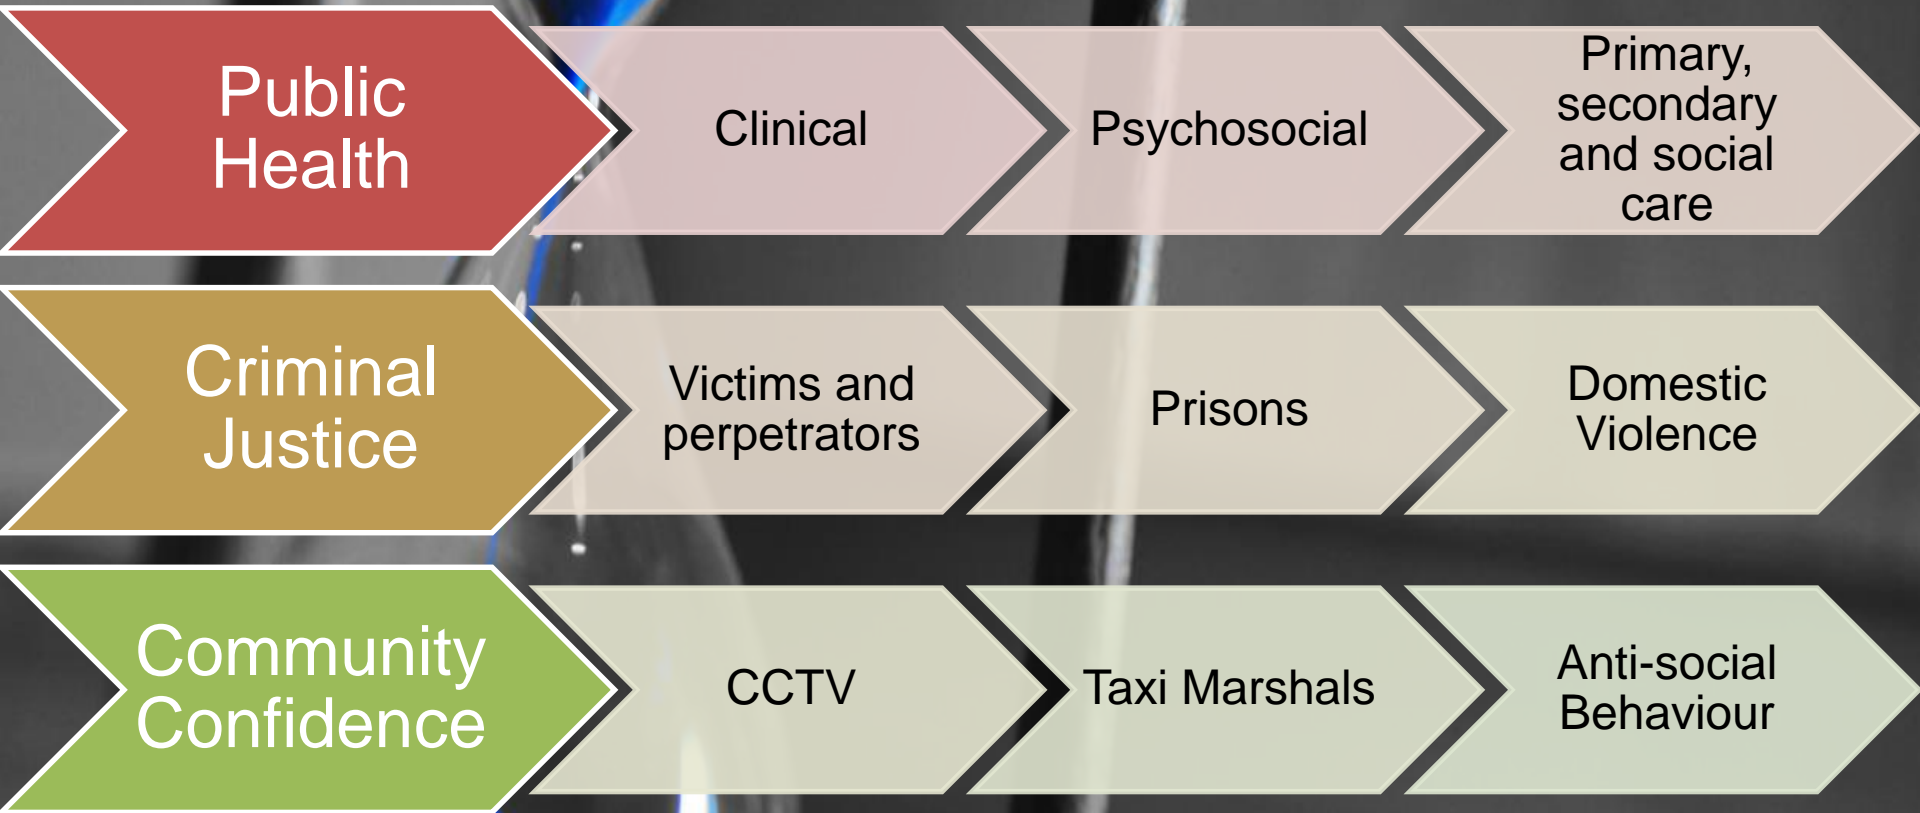 Public
Health
Clinical
Psychosocial
Primary,
secondary
and social
care
Criminal
Justice
Victims and
perpetrators
Prisons
Domestic
Violence
Community
Confidence
CCTV
Taxi Marshals
Anti-social
Behaviour